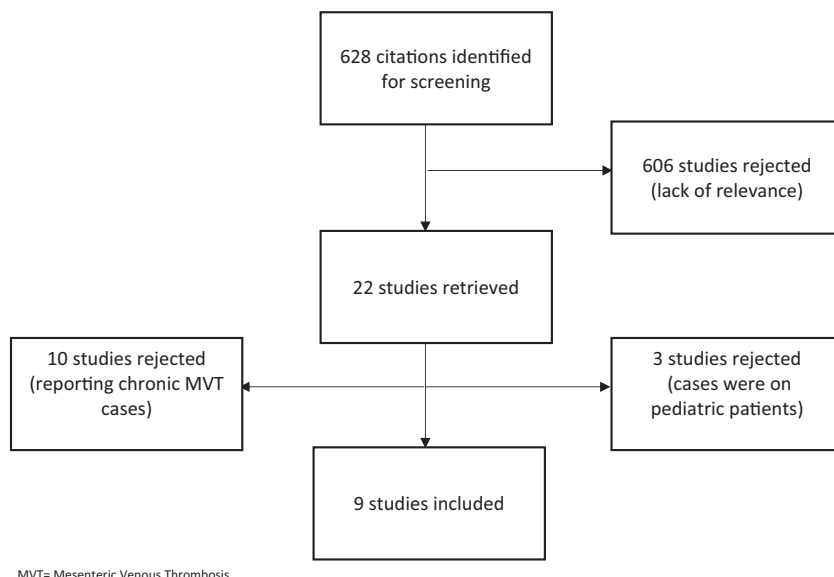 628 citations identified
for screening
606 studies rejected
(lack of relevance)
22 studies retrieved
10 studies rejected
(reporting chronic MVT
cases)
3 studies rejected
(cases were on
pediatric patients)
9 studies included
MVT= Mesenteric Venous Thrombosis